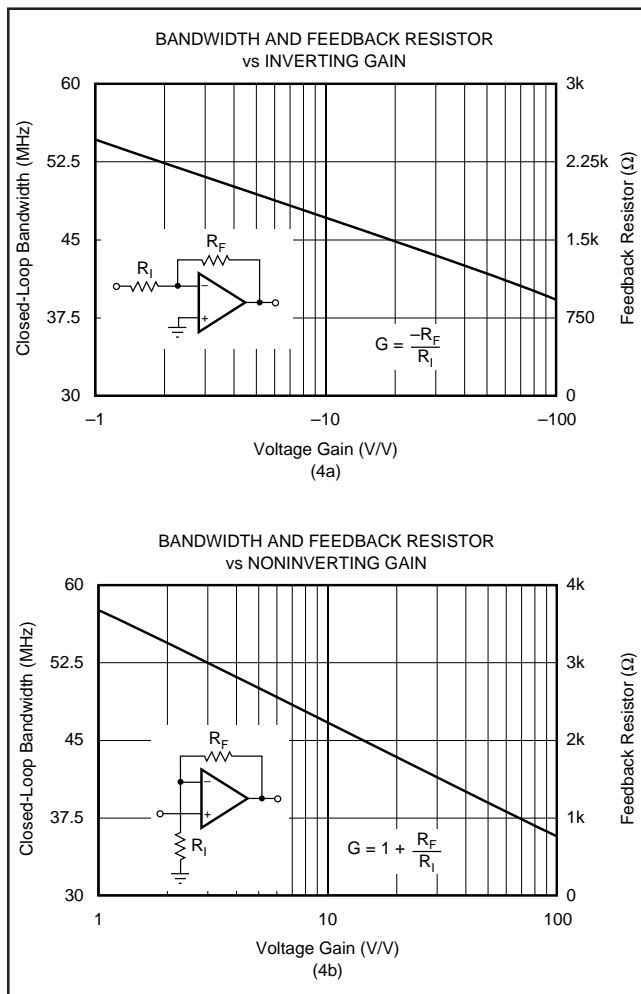 BANDWIDTH AND FEEDBACK RESISTOR
vs INVERTING GAIN
60
52.5
45
37.5
30
Closed-Loop Bandwidth (MHz)
3k
2.25k
1.5k
750
0
Feedback Resistor (Ω)
R_F
R_I
–
+
G = –R_F / R_I
–1
–10
–100
Voltage Gain (V/V)
(4a)
BANDWIDTH AND FEEDBACK RESISTOR
vs NONINVERTING GAIN
60
52.5
45
37.5
30
Closed-Loop Bandwidth (MHz)
4k
3k
2k
1k
0
Feedback Resistor (Ω)
R_F
–
+
R_I
G = 1 + R_F / R_I
1
10
100
Voltage Gain (V/V)
(4b)